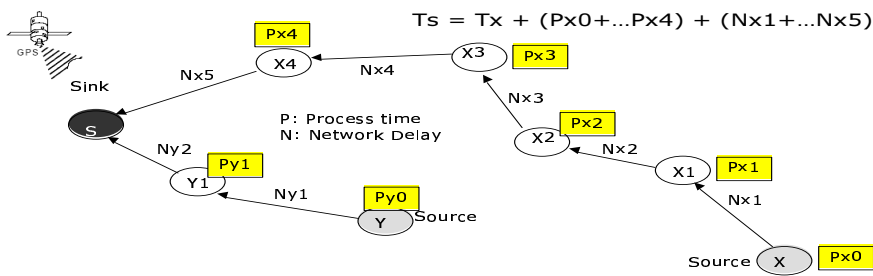 Ts = Tx + (Px0+...Px4) + (Nx1+...Nx5)
GPS
Px4
X4
X3
Px3
Nx5
Nx4
Sink
S
P: Process time
N: Network Delay
Nx3
Px2
X2
Nx2
Ny2
Py1
Y1
Px1
X1
Ny1
Py0
Y
Source
Nx1
Source
X
Px0